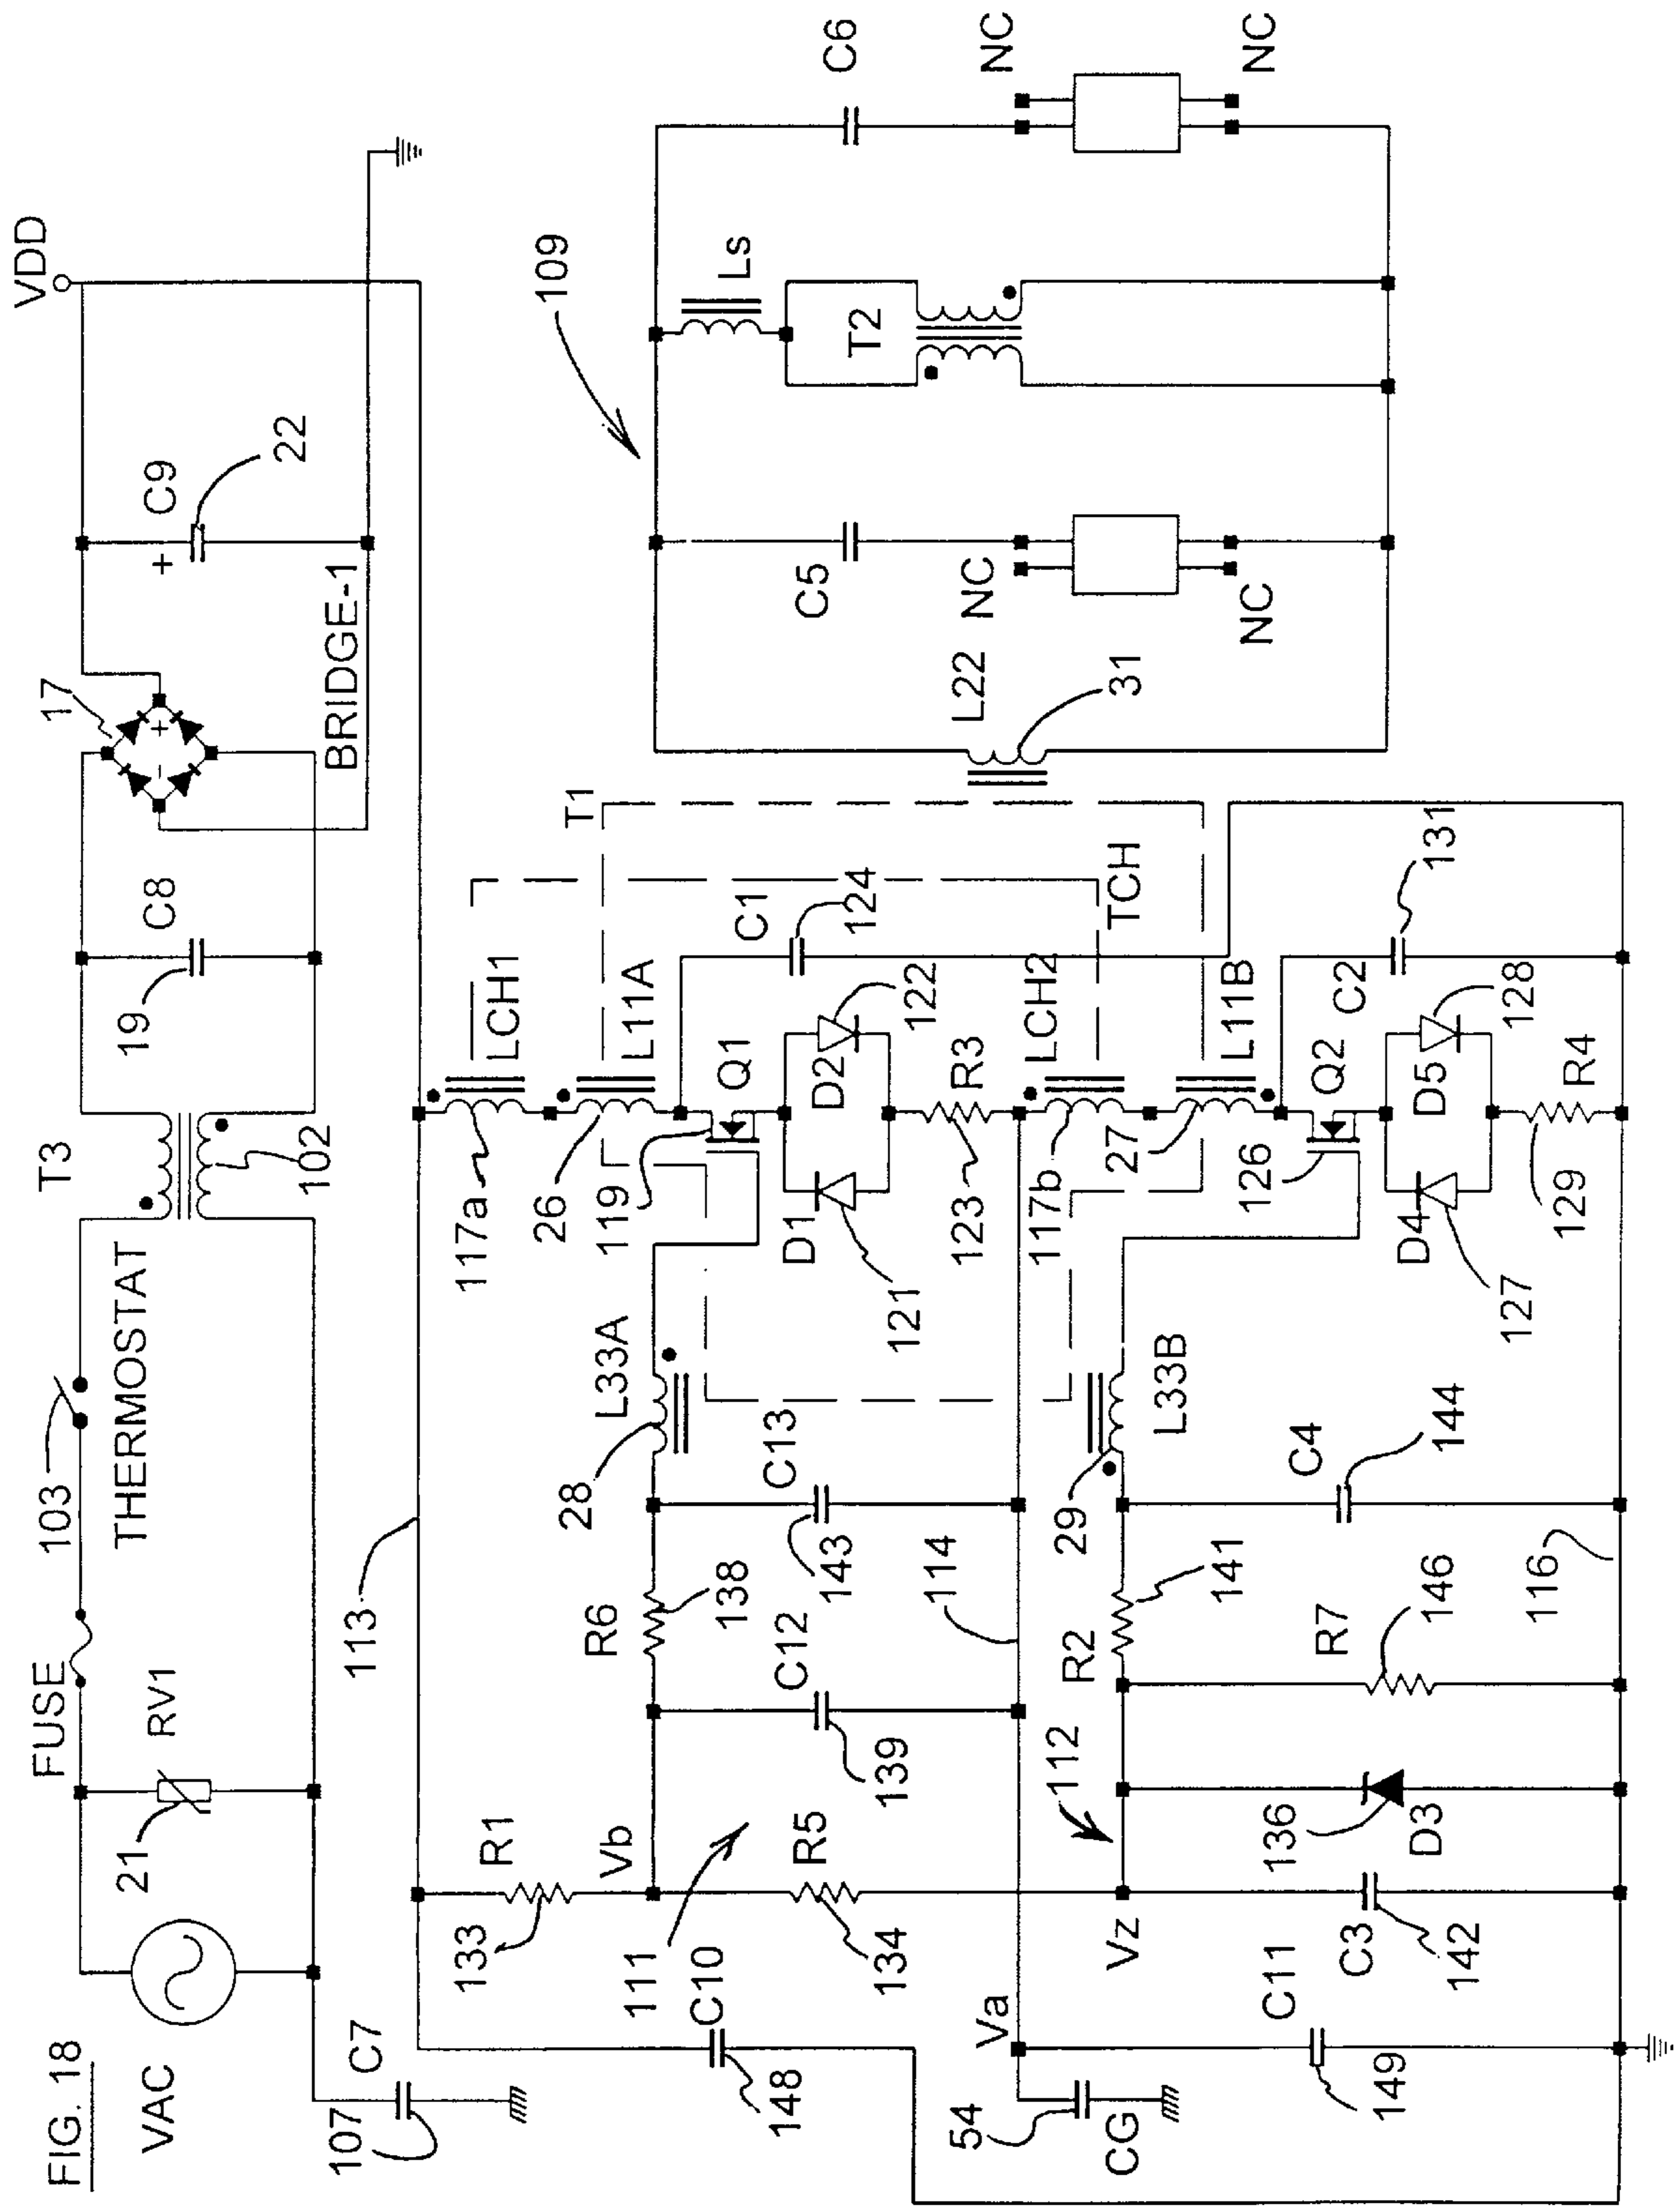 FIG. 18
VAC
21
RV1
FUSE
103
THERMOSTAT
T3
102
19
C8
17
BRIDGE-1
C9
+
22
VDD
+
-
107
C7
113
133
R1
Vb
111
C10
148
R5
134
R6
138
C12
139
C13
143
28
L33A
117a
LCH1
26
L11A
119
Q1
C1
124
T1
D1
121
D2
122
123
R3
114
Va
54
CG
C11
149
Vz
112
C3
142
136
D3
R2
141
R7
146
116
29
C4
144
L33B
117b
LCH2
TCH
27
L11B
126
Q2
C2
131
D4
127
D5
128
129
R4
109
L22
31
C5
NC
NC
T2
Ls
C6
NC
NC